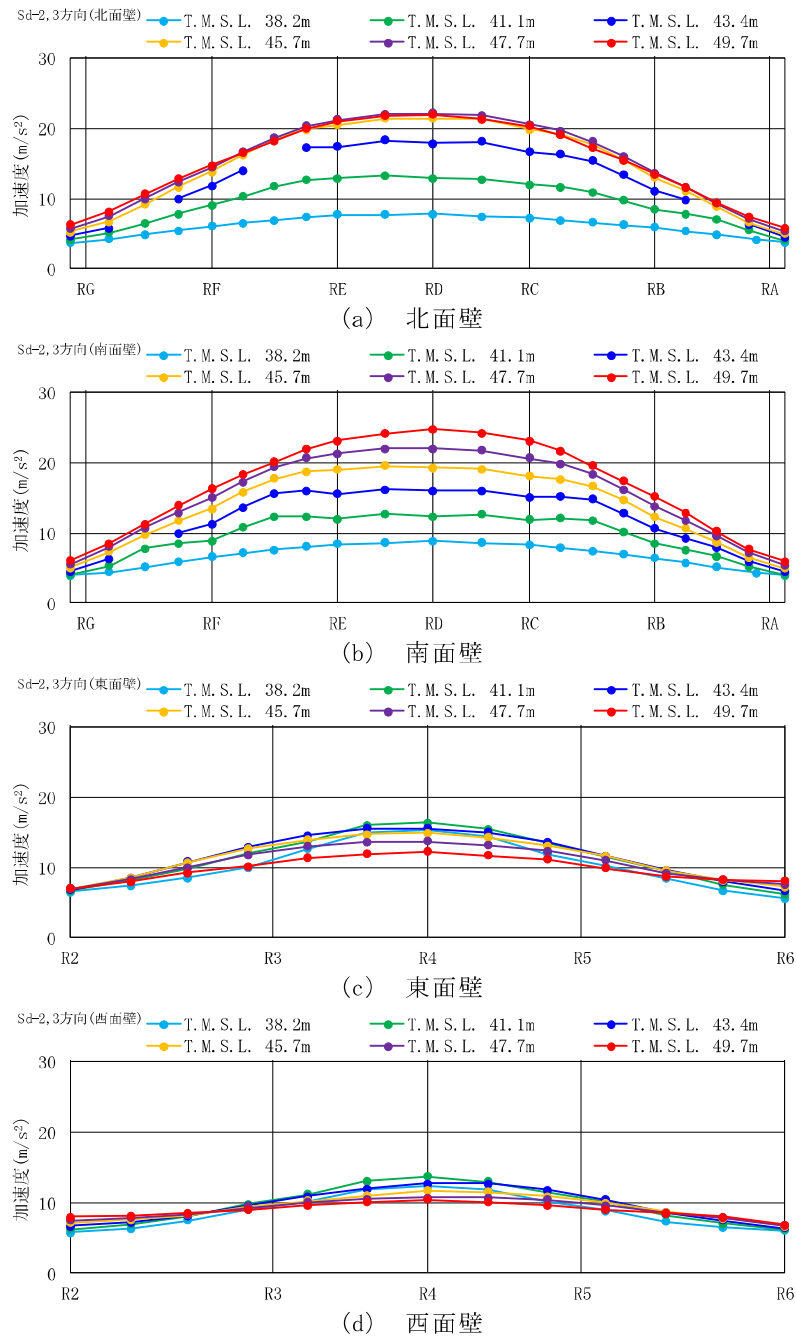 Sd-2,3方向(北面壁)
T.M.S.L. 38.2m T.M.S.L. 41.1m T.M.S.L. 43.4m
T.M.S.L. 45.7m T.M.S.L. 47.7m T.M.S.L. 49.7m
加速度(m/s²)
30
20
10
0
RG RF RE RD RC RB RA
(a) 北面壁
Sd-2,3方向(南面壁)
T.M.S.L. 38.2m T.M.S.L. 41.1m T.M.S.L. 43.4m
T.M.S.L. 45.7m T.M.S.L. 47.7m T.M.S.L. 49.7m
加速度(m/s²)
30
20
10
0
RG RF RE RD RC RB RA
(b) 南面壁
Sd-2,3方向(東面壁)
T.M.S.L. 38.2m T.M.S.L. 41.1m T.M.S.L. 43.4m
T.M.S.L. 45.7m T.M.S.L. 47.7m T.M.S.L. 49.7m
加速度(m/s²)
30
20
10
0
R2 R3 R4 R5 R6
(c) 東面壁
Sd-2,3方向(西面壁)
T.M.S.L. 38.2m T.M.S.L. 41.1m T.M.S.L. 43.4m
T.M.S.L. 45.7m T.M.S.L. 47.7m T.M.S.L. 49.7m
加速度(m/s²)
30
20
10
0
R2 R3 R4 R5 R6
(d) 西面壁